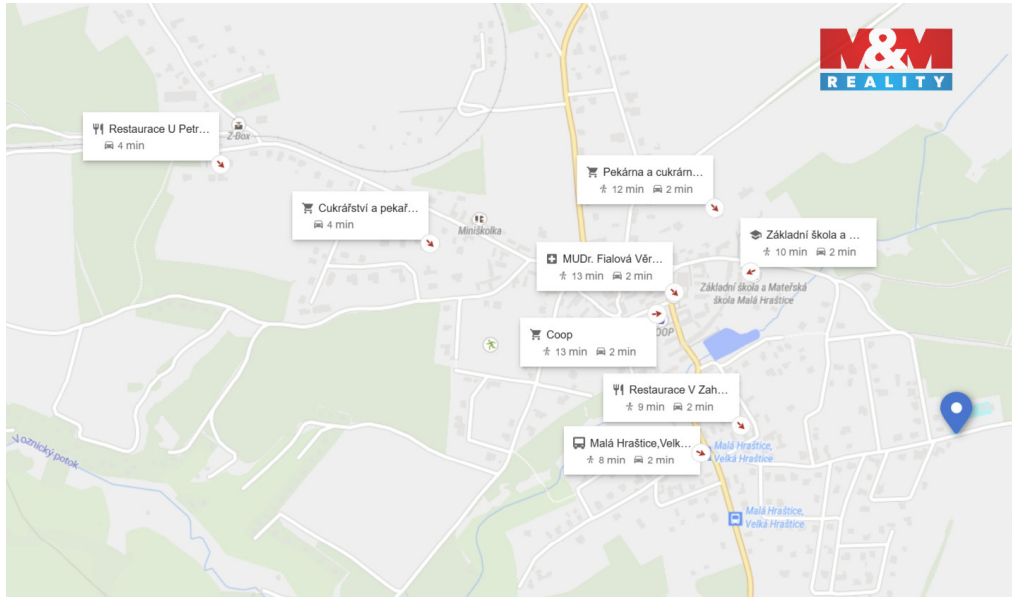 M&M
REALITY
Restaurace U Petr...
4 min
Z-Box
Pekárna a cukrárn...
12 min 2 min
Cukrářství a pekař...
4 min
Miniškolka
Základní škola a ...
10 min 2 min
MUDr. Fialová Věr...
13 min 2 min
Základní škola a Mateřská
škola Malá Hraštice
Coop
13 min 2 min
OOP
Restaurace V Zah...
9 min 2 min
Malá Hraštice,Velk...
8 min 2 min
Malá Hraštice,
Velká Hraštice
Voznický potok
Malá Hraštice,
Velká Hraštice